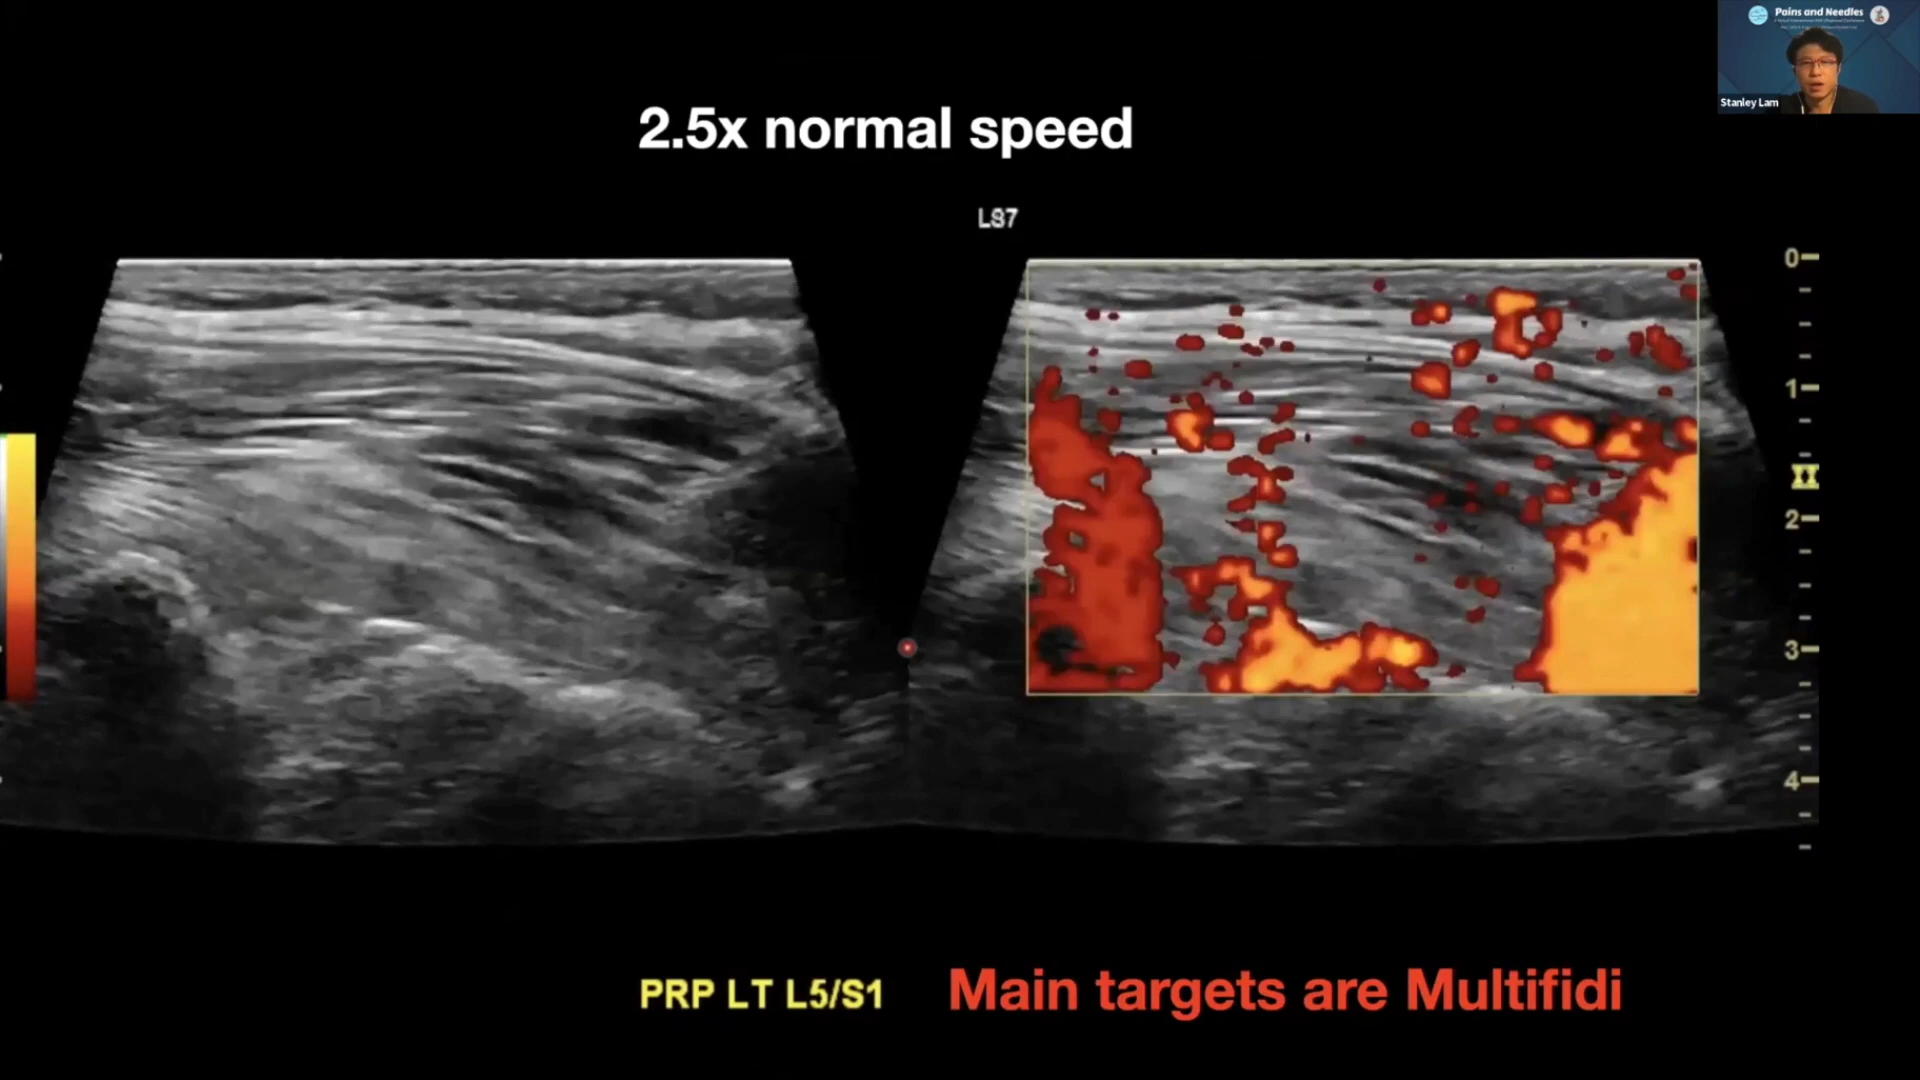 Pains and Needles
Stanley Lam
2.5x normal speed
LS7
0
1
2
3
4
PRP LT L5/S1 Main targets are Multifidi